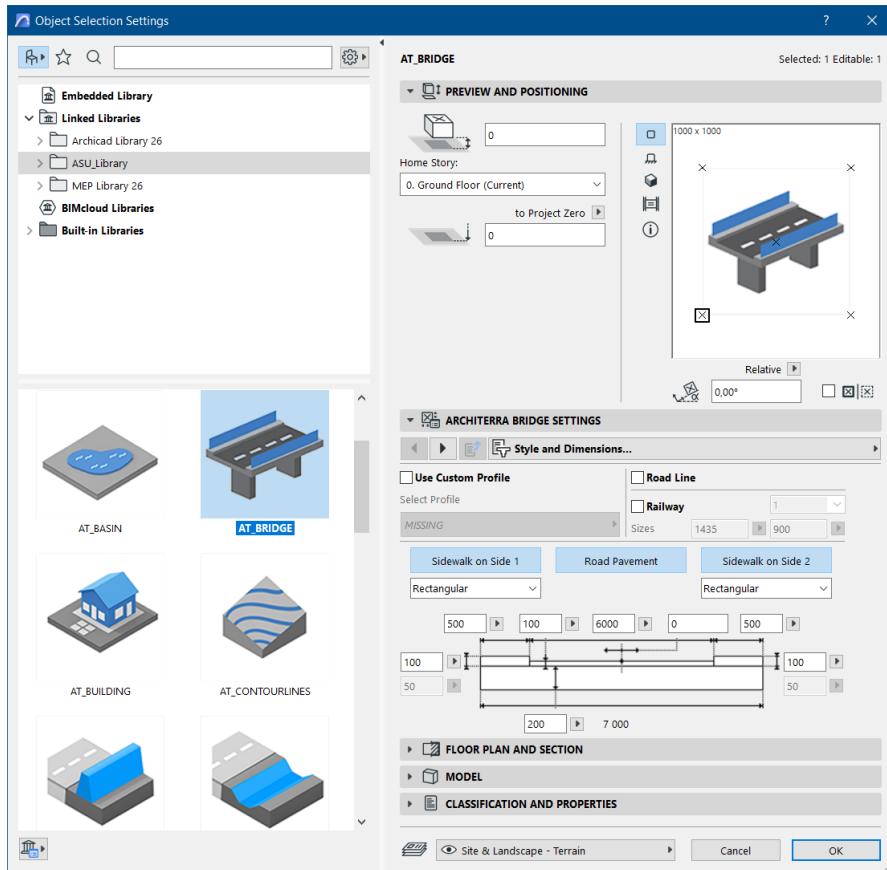 Object Selection Settings
?
Embedded Library
Linked Libraries
Archicad Library 26
ASU_Library
MEP Library 26
BIMcloud Libraries
Built-in Libraries
AT_BASIN
AT_BRIDGE
AT_BUILDING
AT_CONTOURLINES
AT_BRIDGE
Selected: 1 Editable: 1
PREVIEW AND POSITIONING
0
Home Story:
0. Ground Floor (Current)
to Project Zero
0
1000 x 1000
Relative
α
0,00°
ARCHITERRA BRIDGE SETTINGS
Style and Dimensions...
Use Custom Profile
Road Line
Select Profile
Railway
1
MISSING
Sizes
1435
900
Sidewalk on Side 1
Road Pavement
Sidewalk on Side 2
Rectangular
Rectangular
500
100
6000
0
500
100
100
50
50
200
7 000
FLOOR PLAN AND SECTION
MODEL
CLASSIFICATION AND PROPERTIES
Site & Landscape - Terrain
Cancel
OK